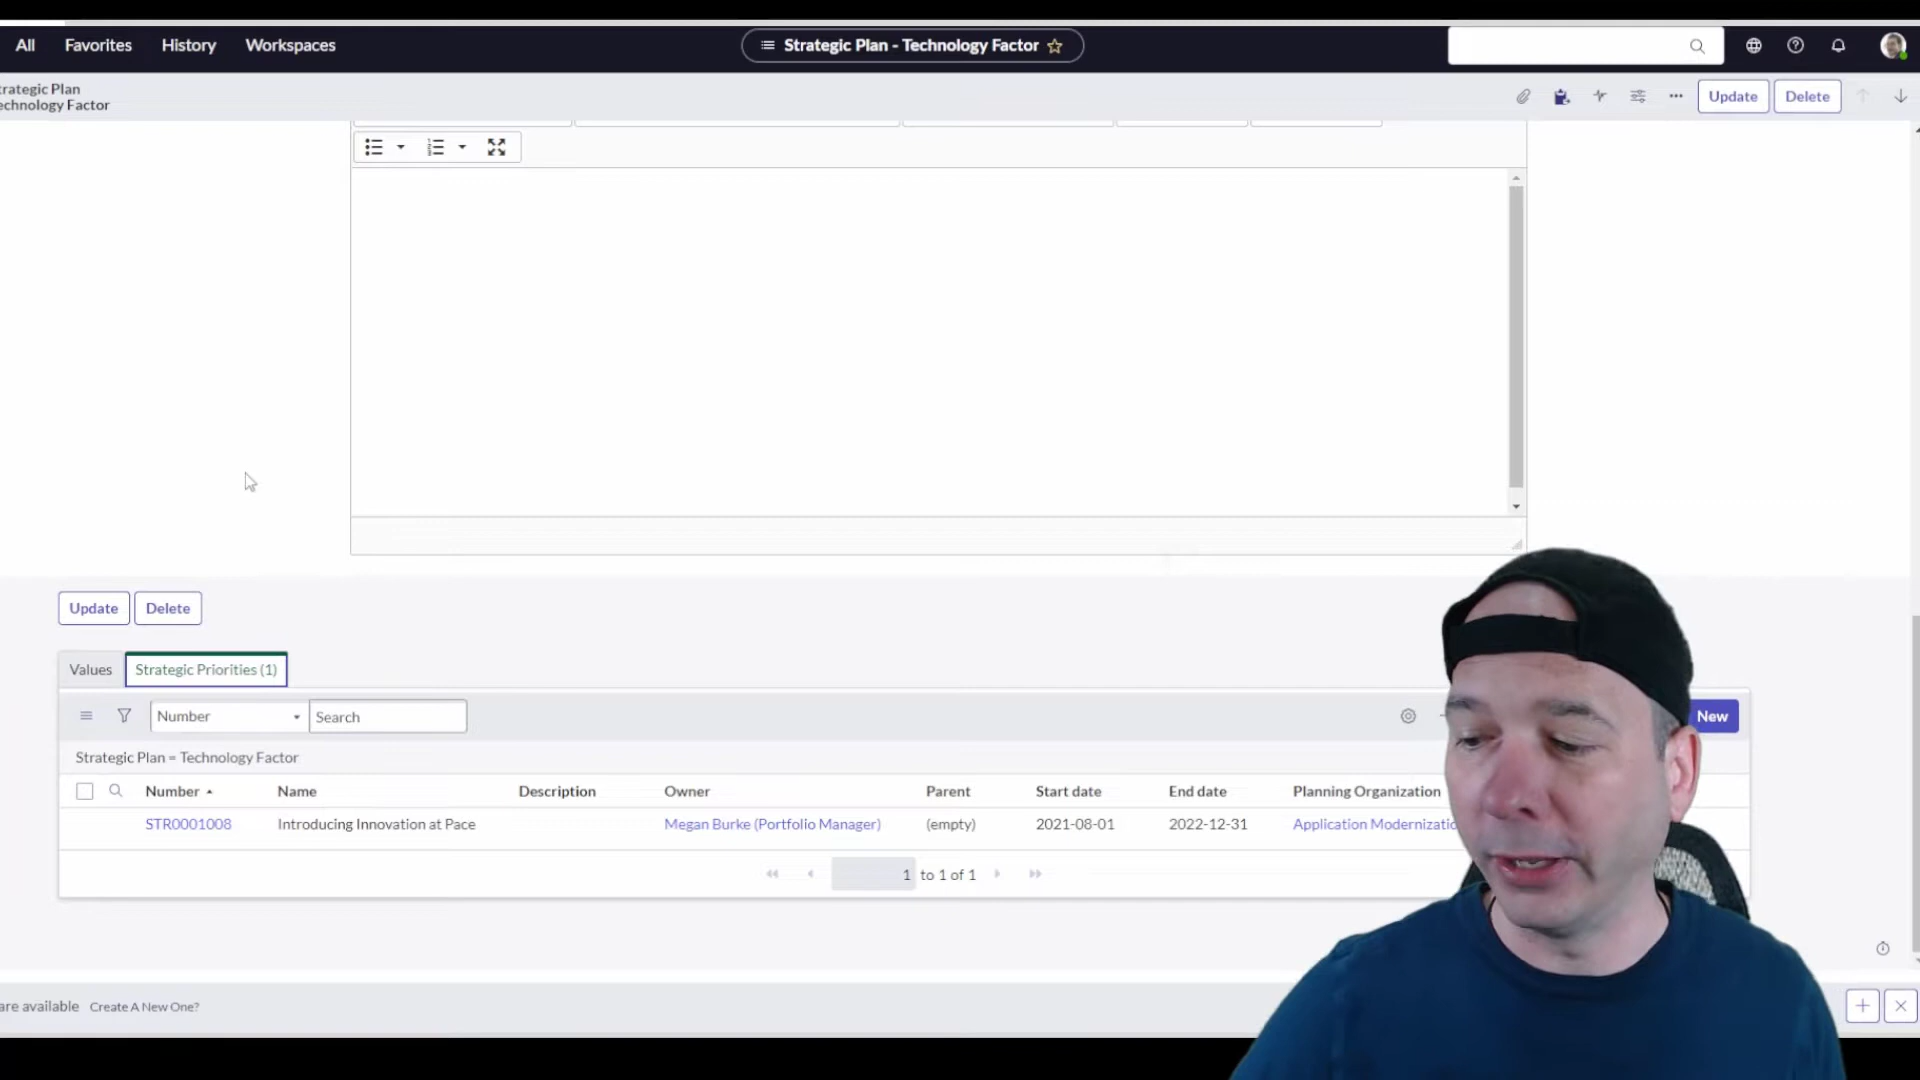 All Favorites History Workspaces Strategic Plan - Technology Factor
trategic Plan
echnology Factor
Update Delete
Update Delete
Values Strategic Priorities (1)
Number Search New
Strategic Plan = Technology Factor
Number Name Description Owner Parent Start date End date Planning Organization
STR0001008 Introducing Innovation at Pace Megan Burke (Portfolio Manager) (empty) 2021-08-01 2022-12-31 Application Modernizatio
1 to 1 of 1
are available Create A New One?